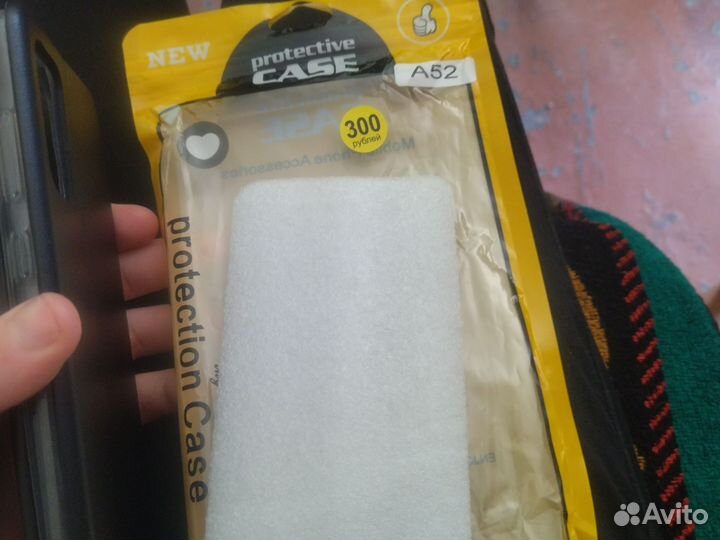 NEW
protective
CASE
A52
300
рублей
Mobile Phone Accessories
protection Case
Avito